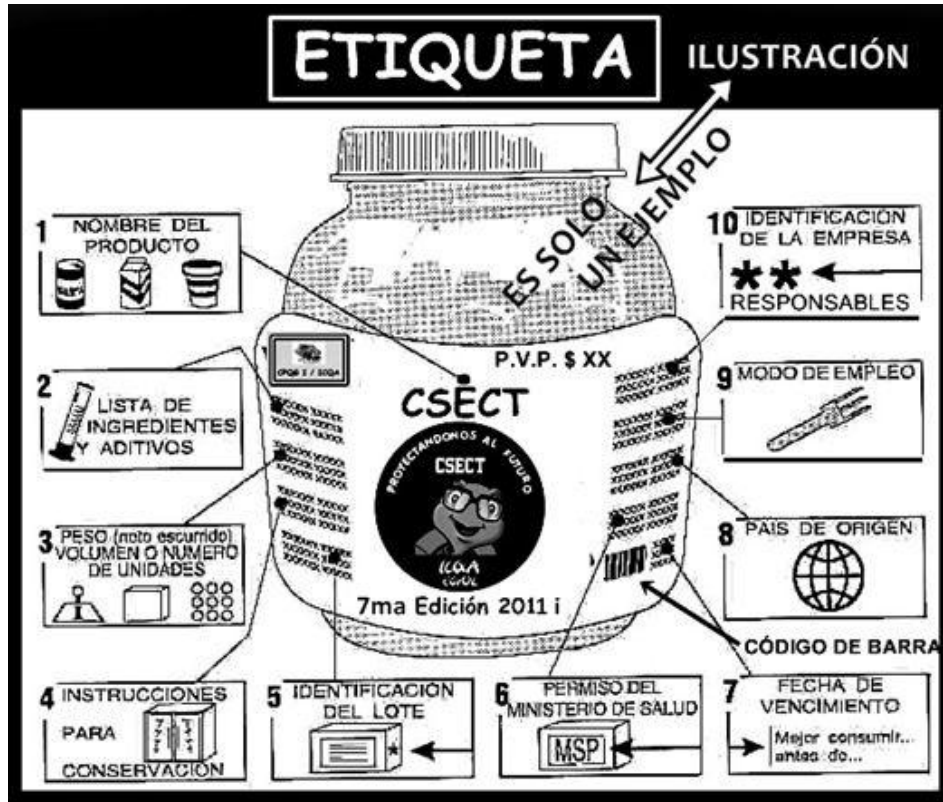 ETIQUETA
ILUSTRACIÓN
ES SOLO
UN EJEMPLO
1 NOMBRE DEL
PRODUCTO
10 IDENTIFICACIÓN
DE LA EMPRESA
**
RESPONSABLES
P.V.P. $ XX
2
LISTA DE
INGREDIENTES
Y ADITIVOS
CSECT
PROYECTANDONOS AL FUTURO
CSECT
ICQA
ESPOL
7ma Edición 2011 i
9 MODO DE EMPLEO
3 PESO (neto escurrido)
VOLUMEN O NUMERO
DE UNIDADES
8 PAIS DE ORIGEN
CÓDIGO DE BARRA
4 INSTRUCCIONES
PARA
CONSERVACIÓN
5 IDENTIFICACIÓN
DEL LOTE
6 PERMISO DEL
MINISTERIO DE SALUD
MSP
7 FECHA DE
VENCIMIENTO
Mejor consumir...
antes de...